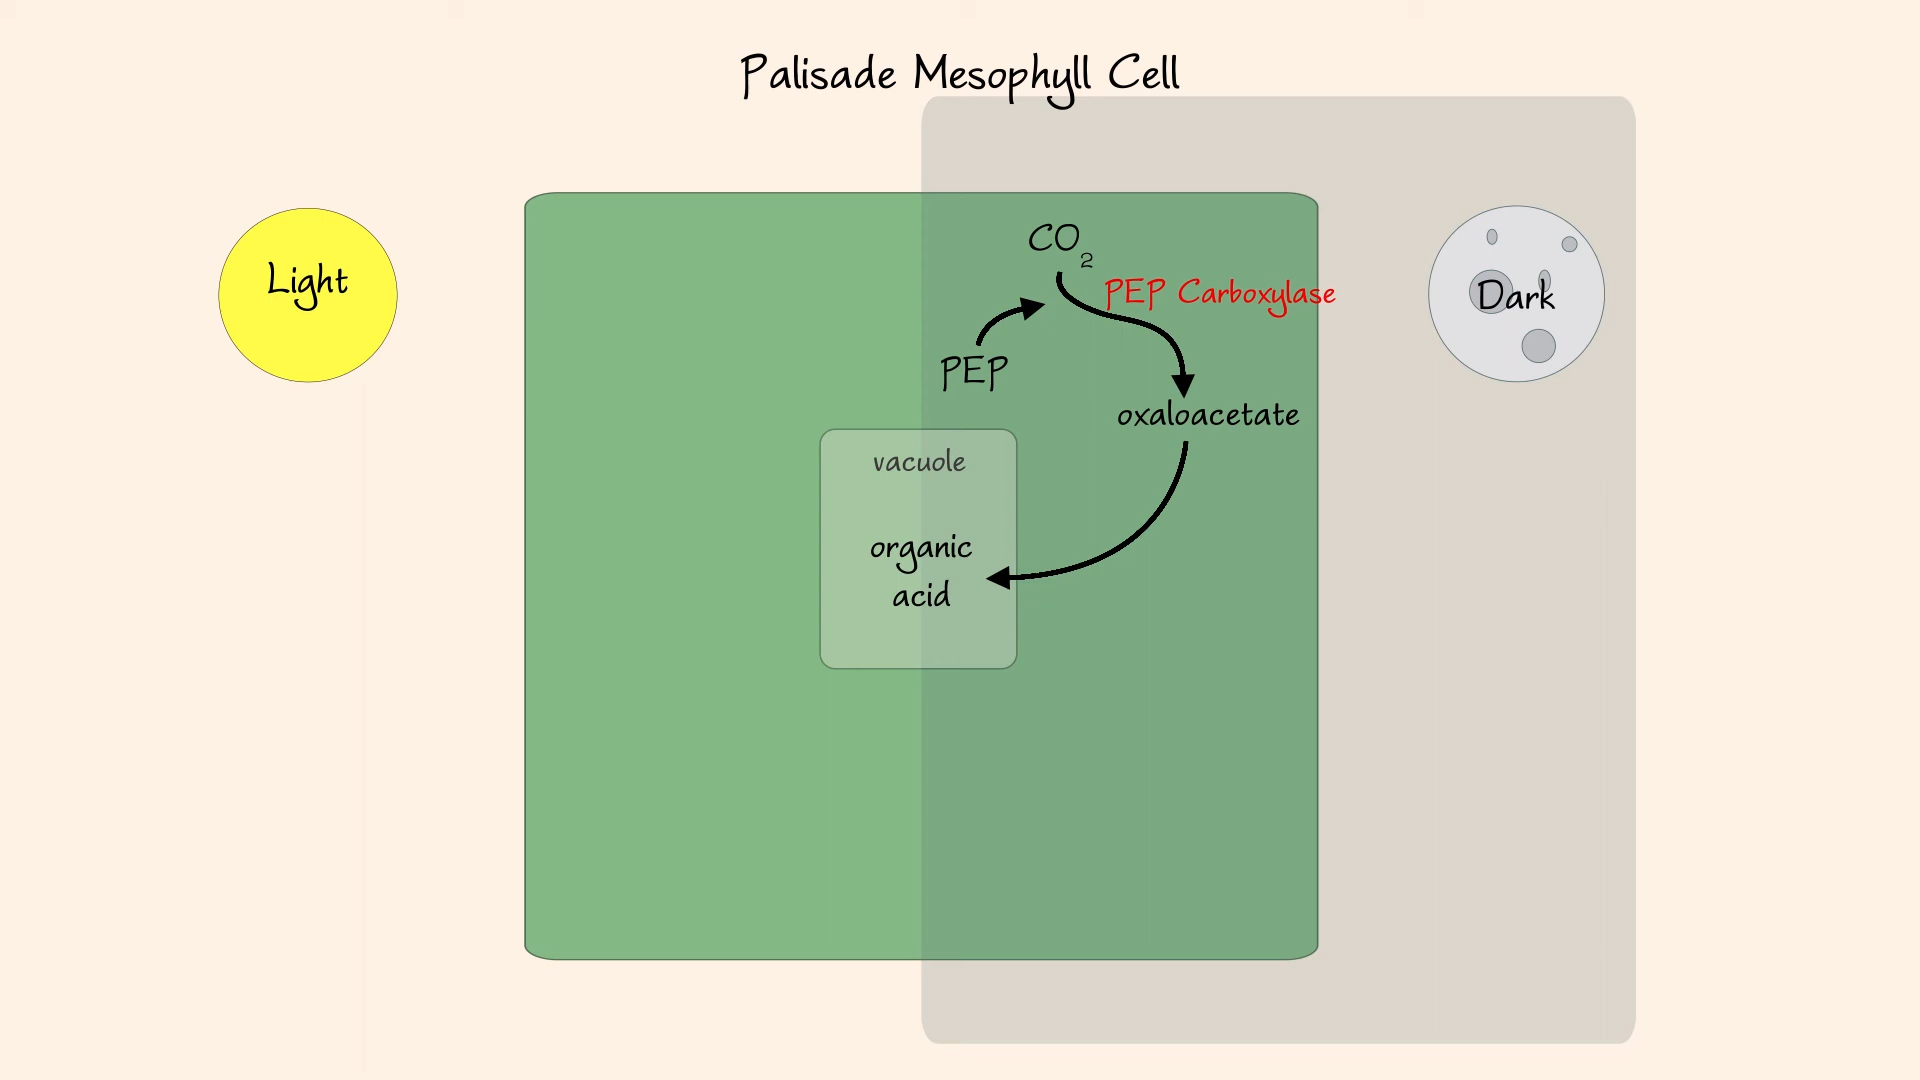 Palisade Mesophyll Cell
Light
CO2
PEP Carboxylase
Dark
PEP
oxaloacetate
vacuole
organic
acid